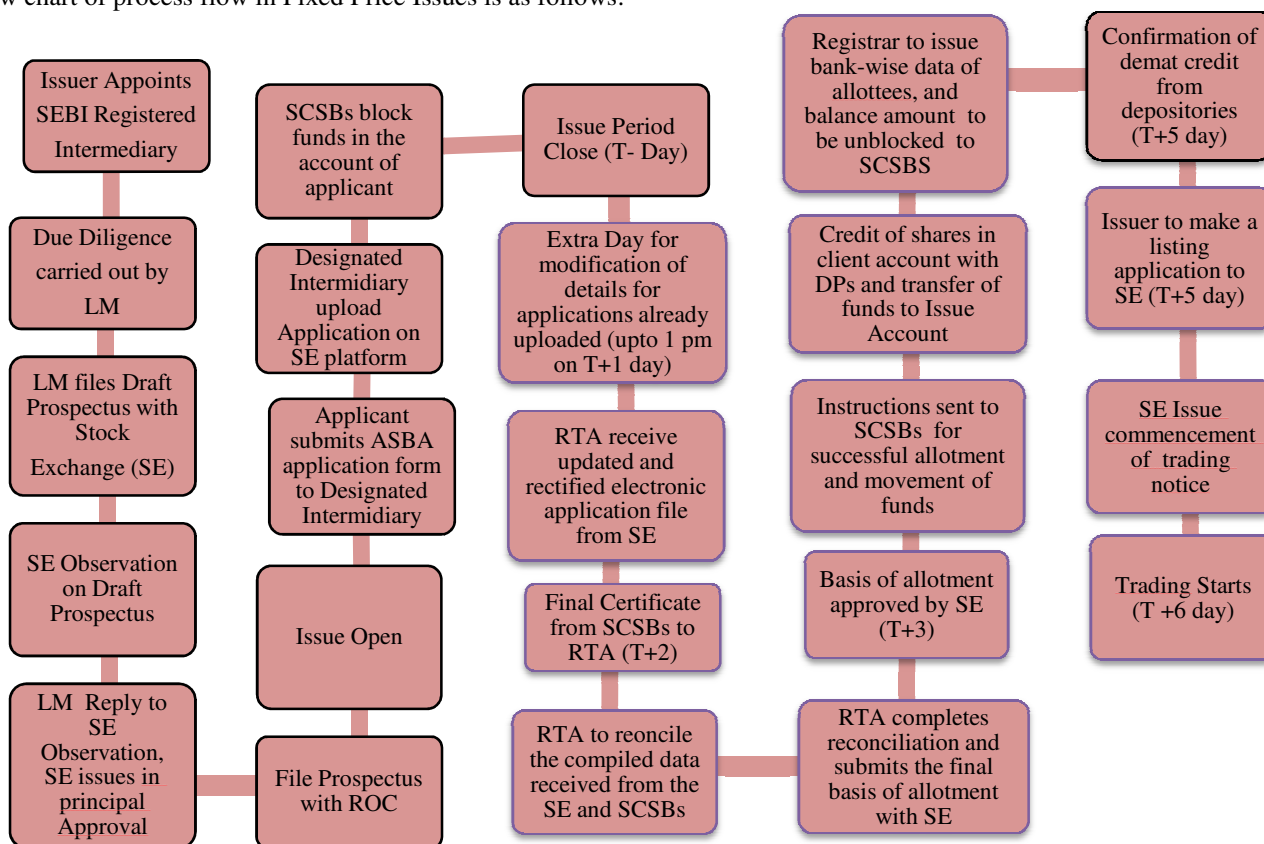 w chart of process flow in Fixed Price Issues is as follows:
Issuer Appoints
SEBI Registered
Intermediary
Due Diligence
carried out by
LM
LM files Draft
Prospectus with
Stock
Exchange (SE)
SE Observation
on Draft
Prospectus
LM Reply to
SE
Observation,
SE issues in
principal
Approval
File Prospectus
with ROC
Issue Open
Applicant
submits ASBA
application form
to Designated
Intermidiary
Designated
Intermidiary
upload
Application on
SE platform
SCSBs block
funds in the
account of
applicant
Issue Period
Close (T- Day)
Extra Day for
modification of
details for
applications already
uploaded (upto 1 pm
on T+1 day)
RTA receive
updated and
rectified electronic
application file
from SE
Final Certificate
from SCSBs to
RTA (T+2)
RTA to reconcile
the compiled data
received from the
SE and SCSBs
RTA completes
reconciliation and
submits the final
basis of allotment
with SE
Basis of allotment
approved by SE
(T+3)
Instructions sent to
SCSBs for
successful allotment
and movement of
funds
Credit of shares in
client account with
DPs and transfer of
funds to Issue
Account
Registrar to issue
bank-wise data of
allottees, and
balance amount to
be unblocked to
SCSBS
Confirmation of
demat credit
from
depositories
(T+5 day)
Issuer to make a
listing
application to
SE (T+5 day)
SE Issue
commencement
of trading
notice
Trading Starts
(T +6 day)